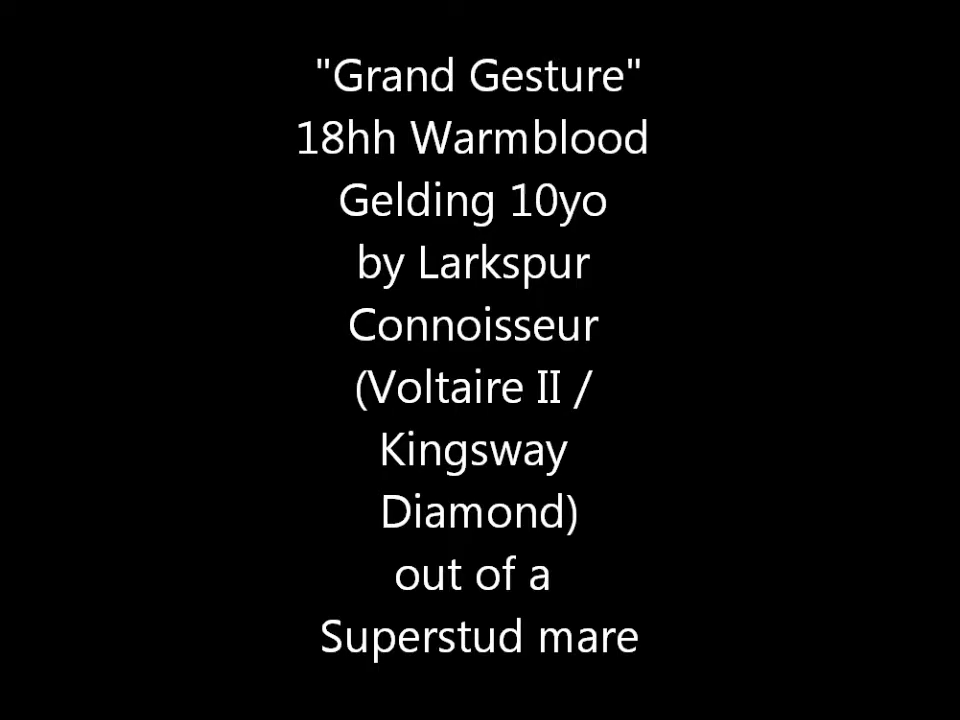 "Grand Gesture"
18hh Warmblood
Gelding 10yo
by Larkspur
Connoisseur
(Voltaire II /
Kingsway
Diamond)
out of a
Superstud mare